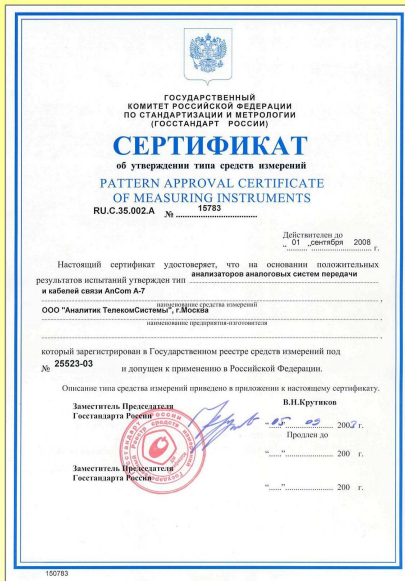 ГОСУДАРСТВЕННЫЙ
КОМИТЕТ РОССИЙСКОЙ ФЕДЕРАЦИИ
ПО СТАНДАРТИЗАЦИИ И МЕТРОЛОГИИ
(ГОССТАНДАРТ РОССИИ)
СЕРТИФИКАТ
об утверждении типа средств измерений
PATTERN APPROVAL CERTIFICATE
OF MEASURING INSTRUMENTS
RU.C.35.002.A № 15783
Действителен до
" 01 " сентября 2008 г.
Настоящий сертификат удостоверяет, что на основании положительных
результатов испытаний утвержден тип анализаторов аналоговых систем передачи
и кабелей связи AnCom A-7
наименование средства измерений
ООО "Аналитик ТелекомСистемы", г.Москва
наименование предприятия-изготовителя
который зарегистрирован в Государственном реестре средств измерений под
№ 25523-03 и допущен к применению в Российской Федерации.
Описание типа средства измерений приведено в приложении к настоящему сертификату.
Заместитель Председателя
Госстандарта России
В.Н.Крутиков
"05" 09 2003 г.
Продлен до
"......" 200 г.
Заместитель Председателя
Госстандарта России
"......" 200 г.
150783